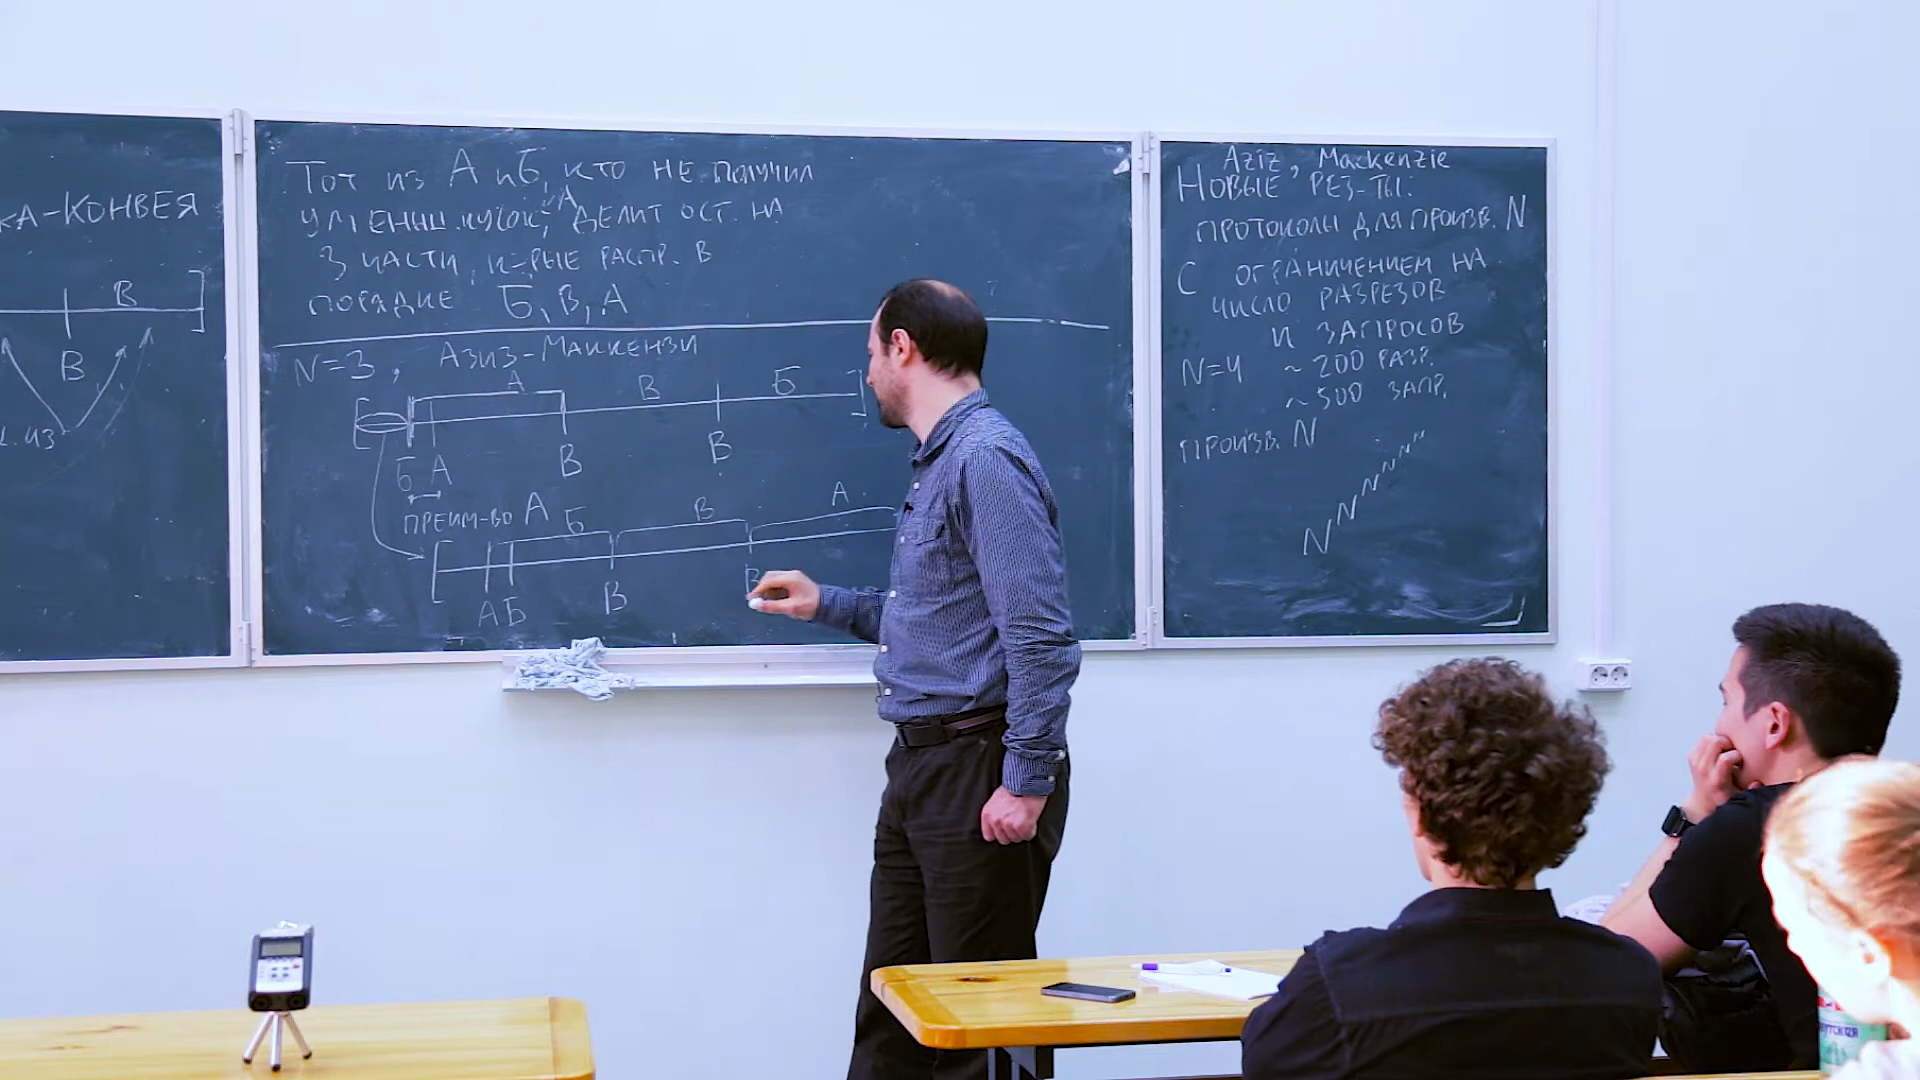 КА-КОНВЕЯ
В
В
Тот из А и Б, кто не получил
уменьш. кусок, делит ост. на
3 части, к-рые распр. в
порядке Б, В, А
N=3, Азиз-Маккензи
А В Б
Б А В В
преим-во А
Б В А
А Б В В
Aziz, Mackenzie
Новые рез-ты:
протоколы для произв. N
с ограничением на
число разрезов
и запросов
N=4 ~200 разр.
~500 запр.
произв. N
N N N N N N